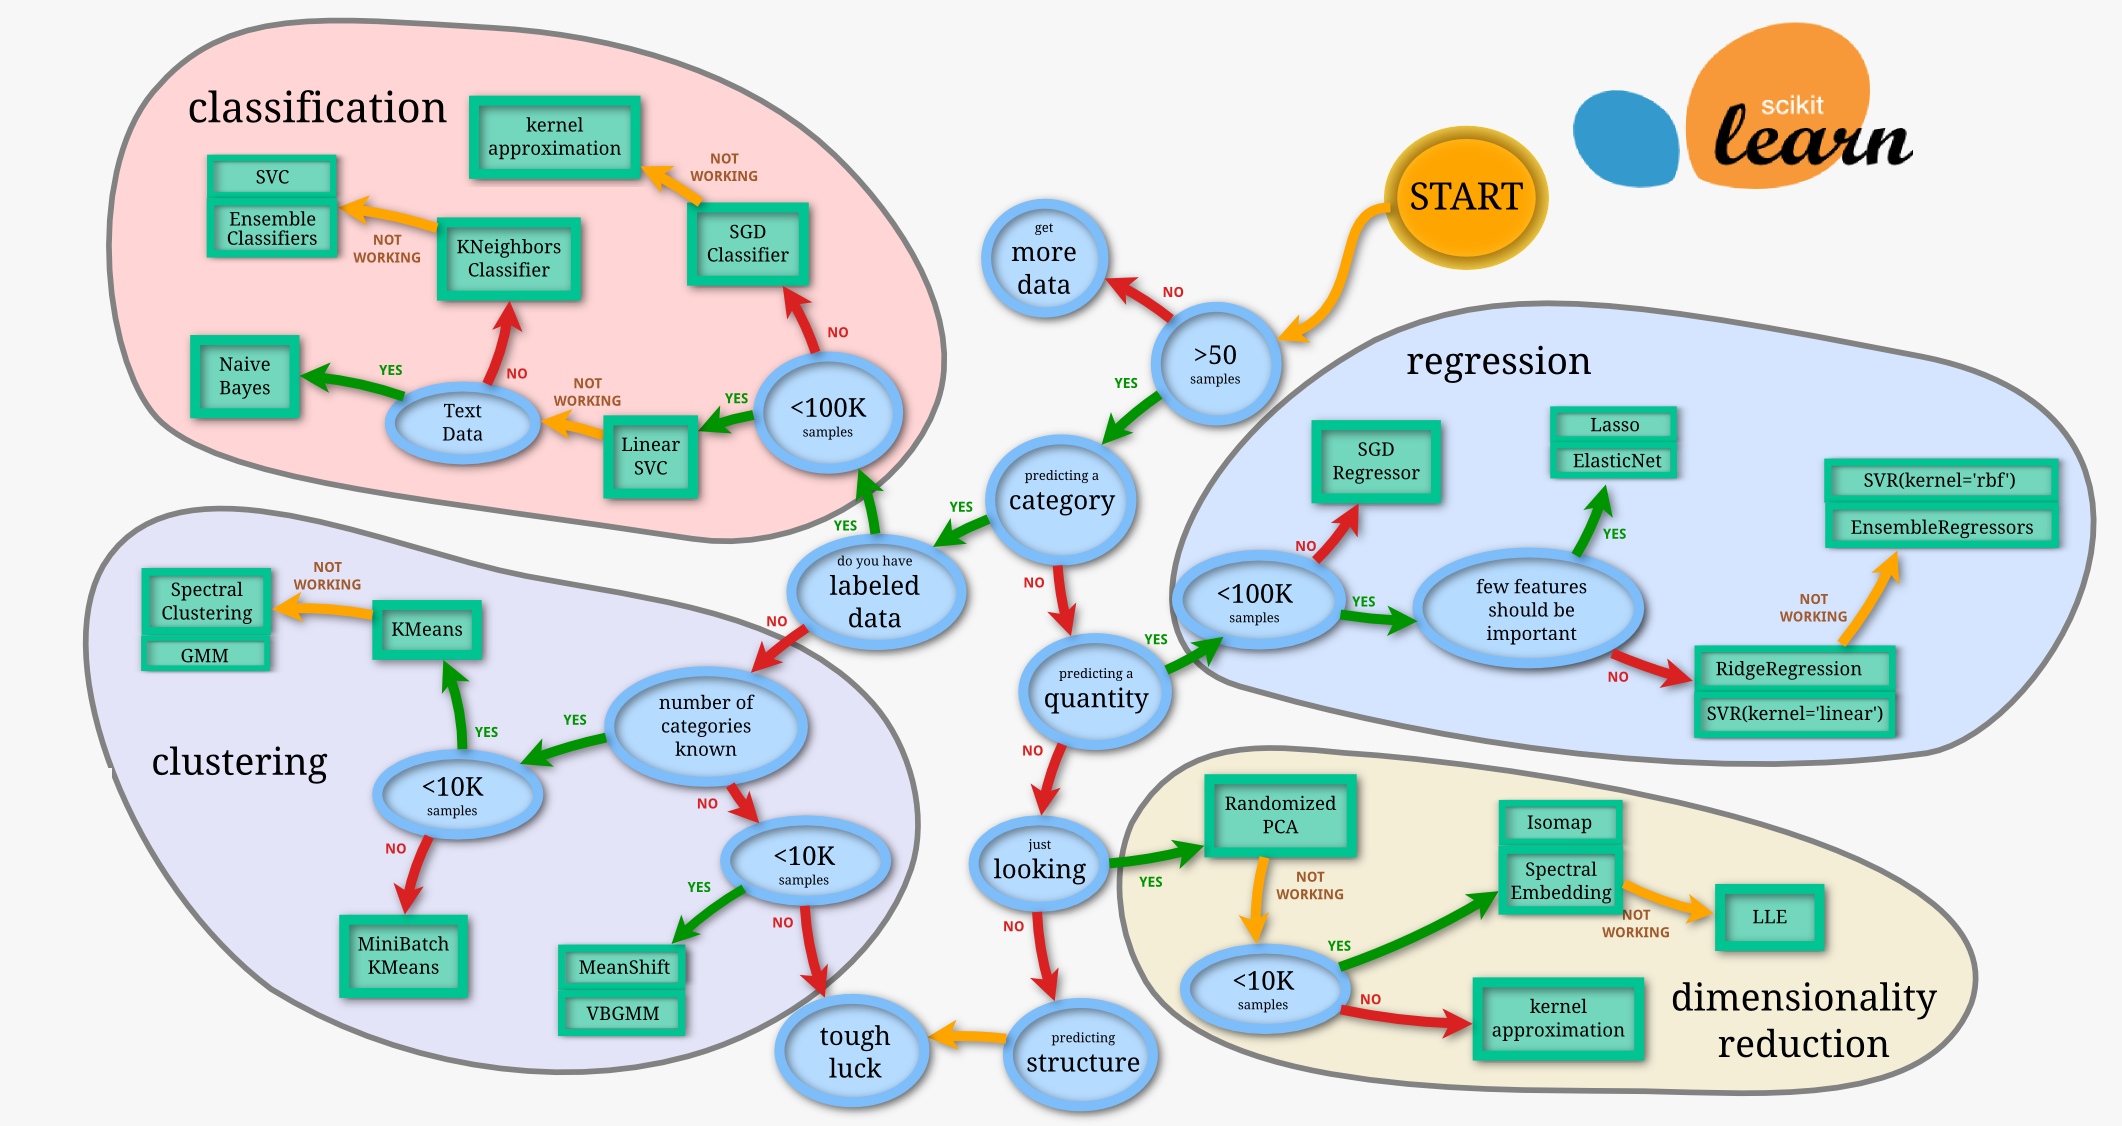 scikit
learn
START
get
more
data
NO
>50
samples
YES
predicting a
category
YES
NO
do you have
labeled
data
YES
NO
predicting a
quantity
YES
NO
just
looking
YES
NO
predicting
structure
tough
luck
classification
kernel
approximation
NOT
WORKING
SVC
Ensemble
Classifiers
NOT
WORKING
KNeighbors
Classifier
SGD
Classifier
NO
Naive
Bayes
YES
NO
Text
Data
NOT
WORKING
Linear
SVC
YES
<100K
samples
regression
SGD
Regressor
Lasso
ElasticNet
SVR(kernel='rbf')
EnsembleRegressors
NO
YES
<100K
samples
YES
few features
should be
important
NOT
WORKING
NO
RidgeRegression
SVR(kernel='linear')
clustering
Spectral
Clustering
GMM
NOT
WORKING
KMeans
number of
categories
known
YES
YES
<10K
samples
NO
NO
<10K
samples
YES
NO
MiniBatch
KMeans
MeanShift
VBGMM
Randomized
PCA
NOT
WORKING
Isomap
Spectral
Embedding
NOT
WORKING
LLE
YES
<10K
samples
NO
kernel
approximation
dimensionality
reduction